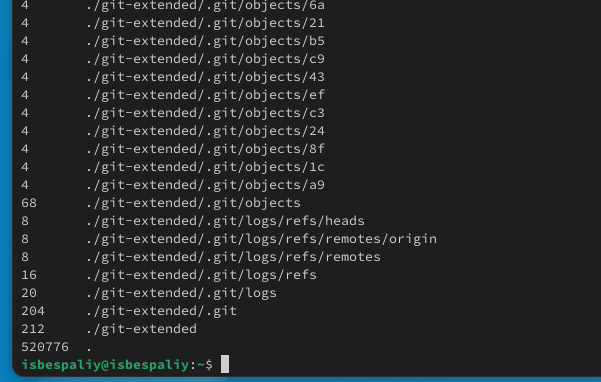 4 ./git-extended/.git/objects/6a
4 ./git-extended/.git/objects/21
4 ./git-extended/.git/objects/b5
4 ./git-extended/.git/objects/c9
4 ./git-extended/.git/objects/43
4 ./git-extended/.git/objects/ef
4 ./git-extended/.git/objects/c3
4 ./git-extended/.git/objects/24
4 ./git-extended/.git/objects/8f
4 ./git-extended/.git/objects/1c
4 ./git-extended/.git/objects/a9
68 ./git-extended/.git/objects
8 ./git-extended/.git/logs/refs/heads
8 ./git-extended/.git/logs/refs/remotes/origin
8 ./git-extended/.git/logs/refs/remotes
16 ./git-extended/.git/logs/refs
20 ./git-extended/.git/logs
204 ./git-extended/.git
212 ./git-extended
520776 .
isbespaliy@isbespaliy:~$